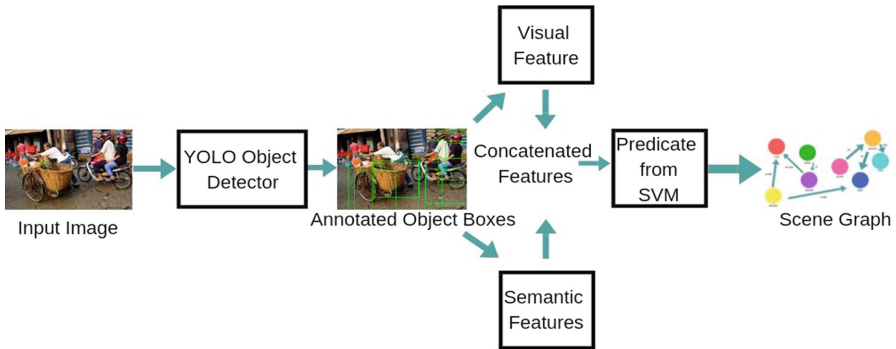 Input Image
YOLO Object
Detector
Annotated Object Boxes
Visual
Feature
Concatenated
Features
Semantic
Features
Predicate
from
SVM
Scene Graph